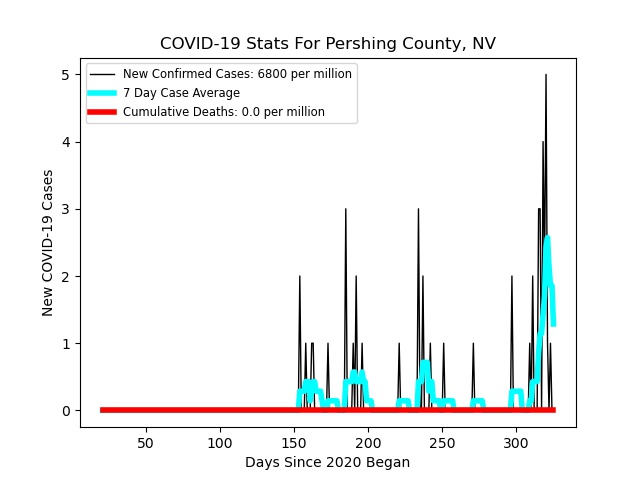 COVID-19 Stats For Pershing County, NV
New Confirmed Cases: 6800 per million
7 Day Case Average
Cumulative Deaths: 0.0 per million
New COVID-19 Cases
5
4
3
2
1
0
50 100 150 200 250 300
Days Since 2020 Began